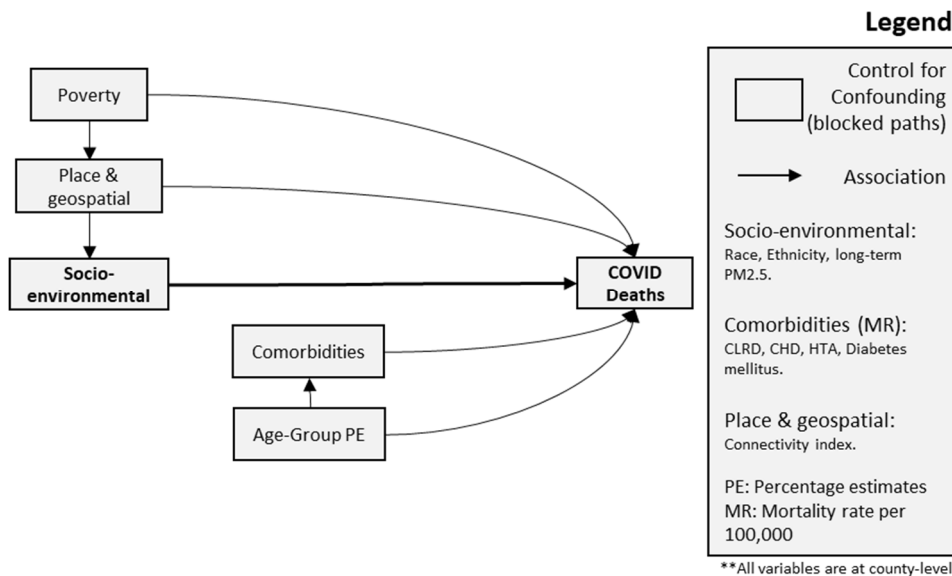 Poverty
Place &
geospatial
Socio-
environmental
COVID
Deaths
Comorbidities
Age-Group PE
Legend
Control for
Confounding
(blocked paths)
Association
Socio-environmental:
Race, Ethnicity, long-term
PM2.5.
Comorbidities (MR):
CLRD, CHD, HTA, Diabetes
mellitus.
Place & geospatial:
Connectivity index.
PE: Percentage estimates
MR: Mortality rate per
100,000
**All variables are at county-level